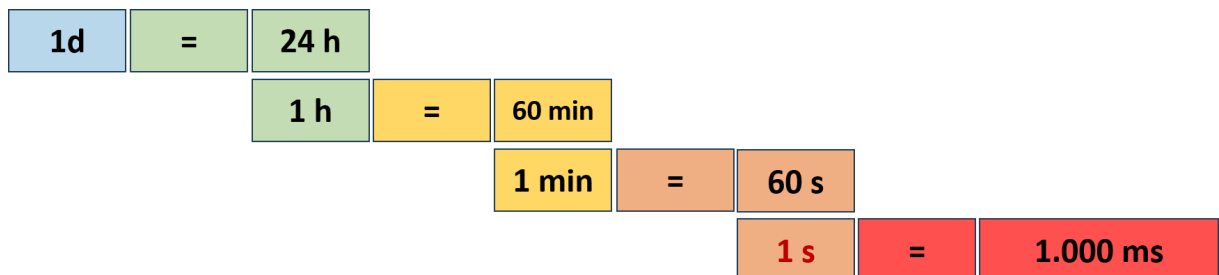 1d = 24 h
1 h = 60 min
1 min = 60 s
1 s = 1.000 ms